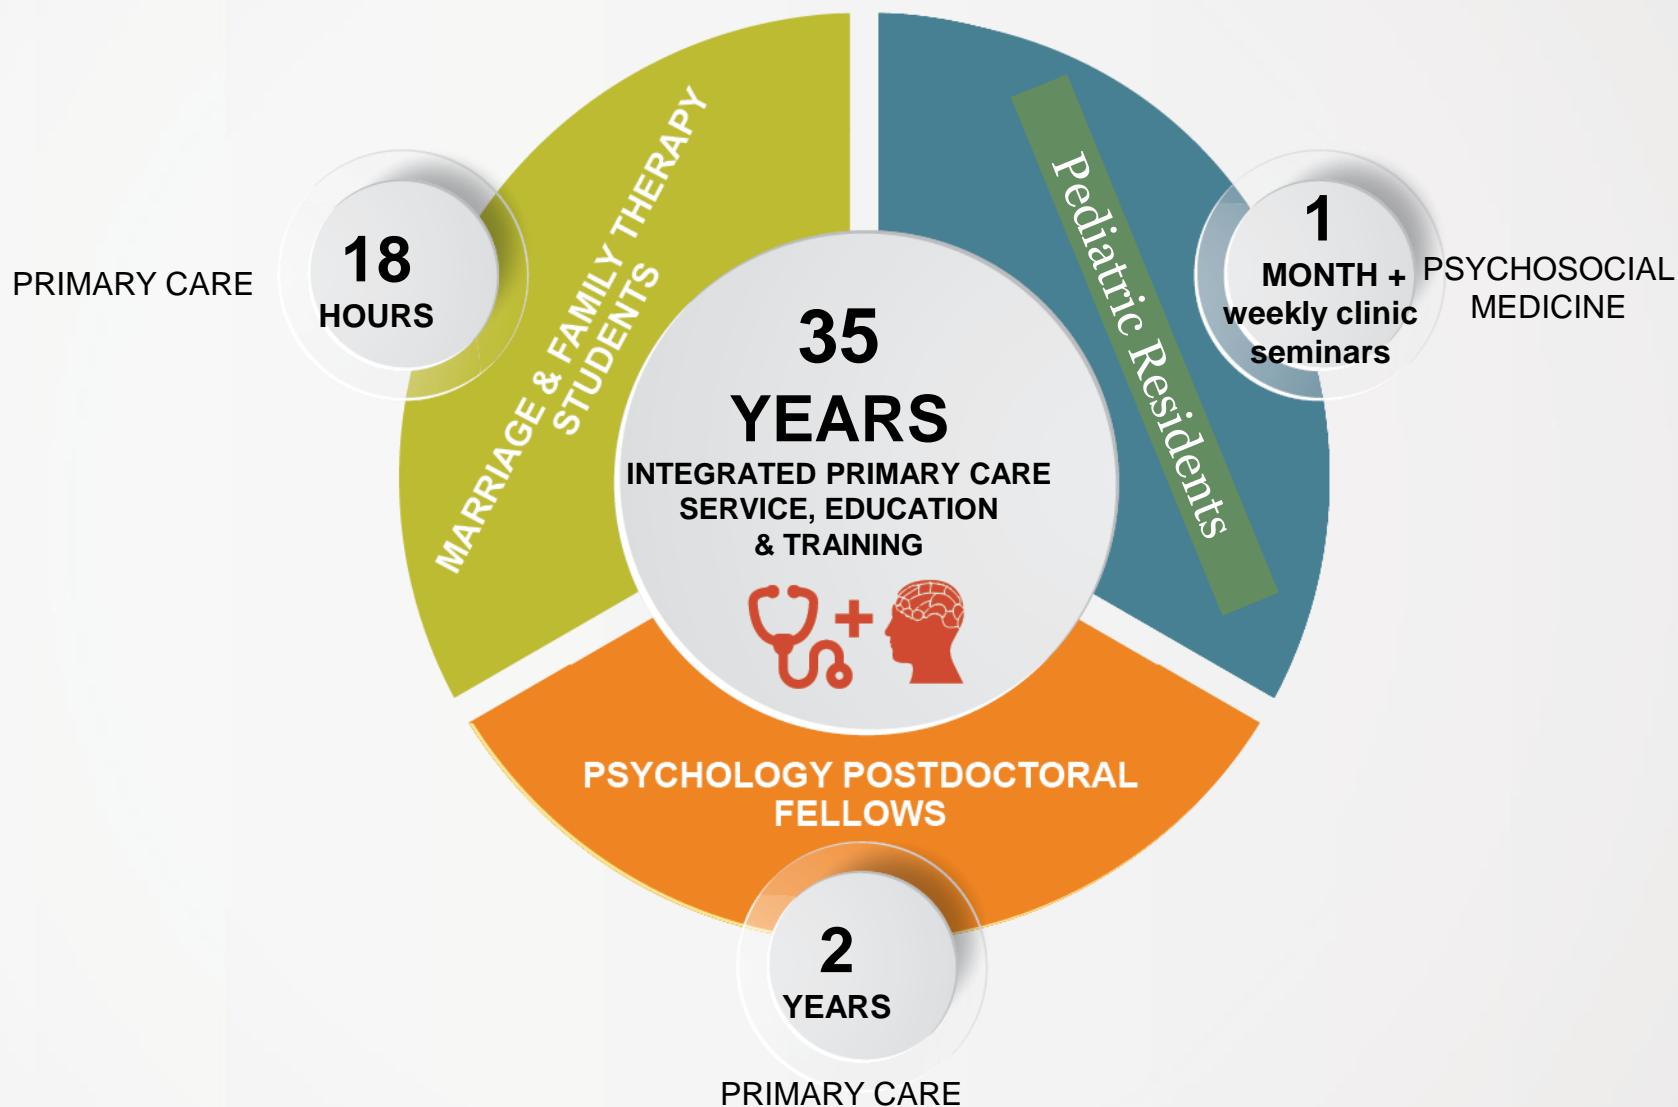 MARRIAGE & FAMILY THERAPY
STUDENTS
Pediatric Residents
18
HOURS
PRIMARY CARE
1
MONTH +
weekly clinic
seminars
PSYCHOSOCIAL
MEDICINE
35
YEARS
INTEGRATED PRIMARY CARE
SERVICE, EDUCATION
& TRAINING
PSYCHOLOGY POSTDOCTORAL
FELLOWS
2
YEARS
PRIMARY CARE